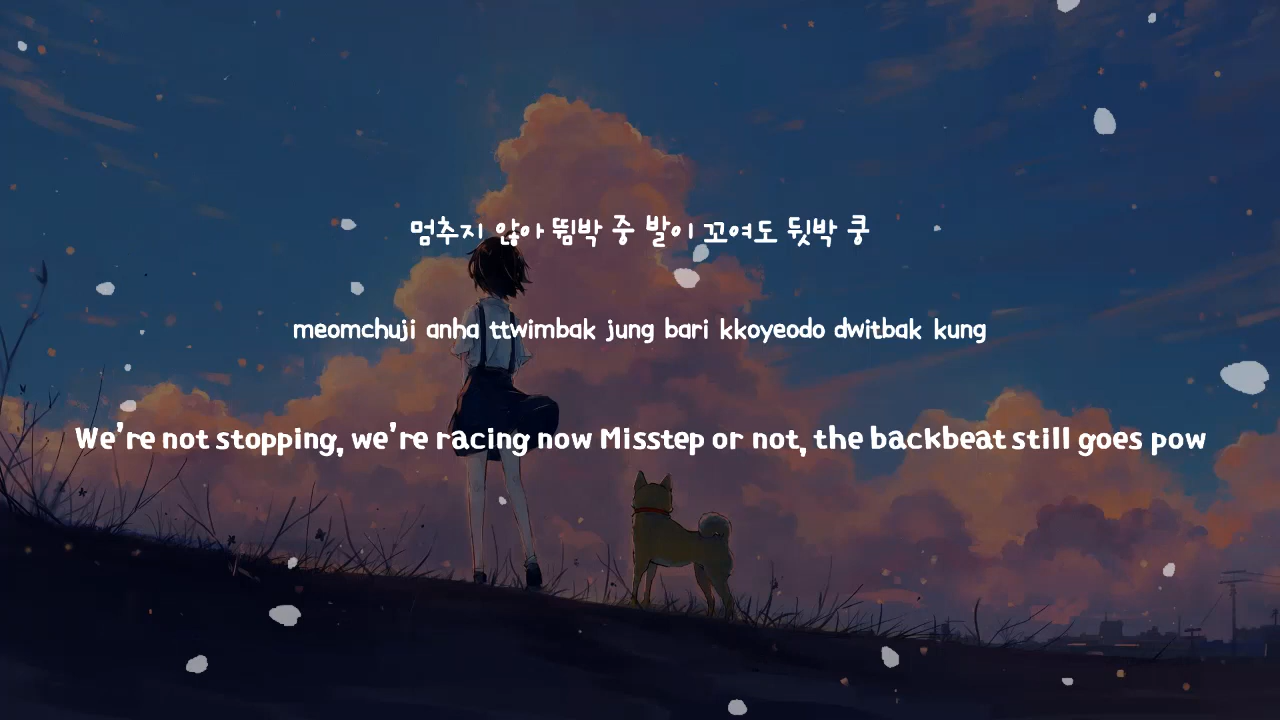 멈추지 않아 뜀박 중 발이 꼬여도 뒷박 쿵
meomchuji anha ttwimbak jung bari kkoyeodo dwitbak kung
We're not stopping, we're racing now Misstep or not, the backbeat still goes pow